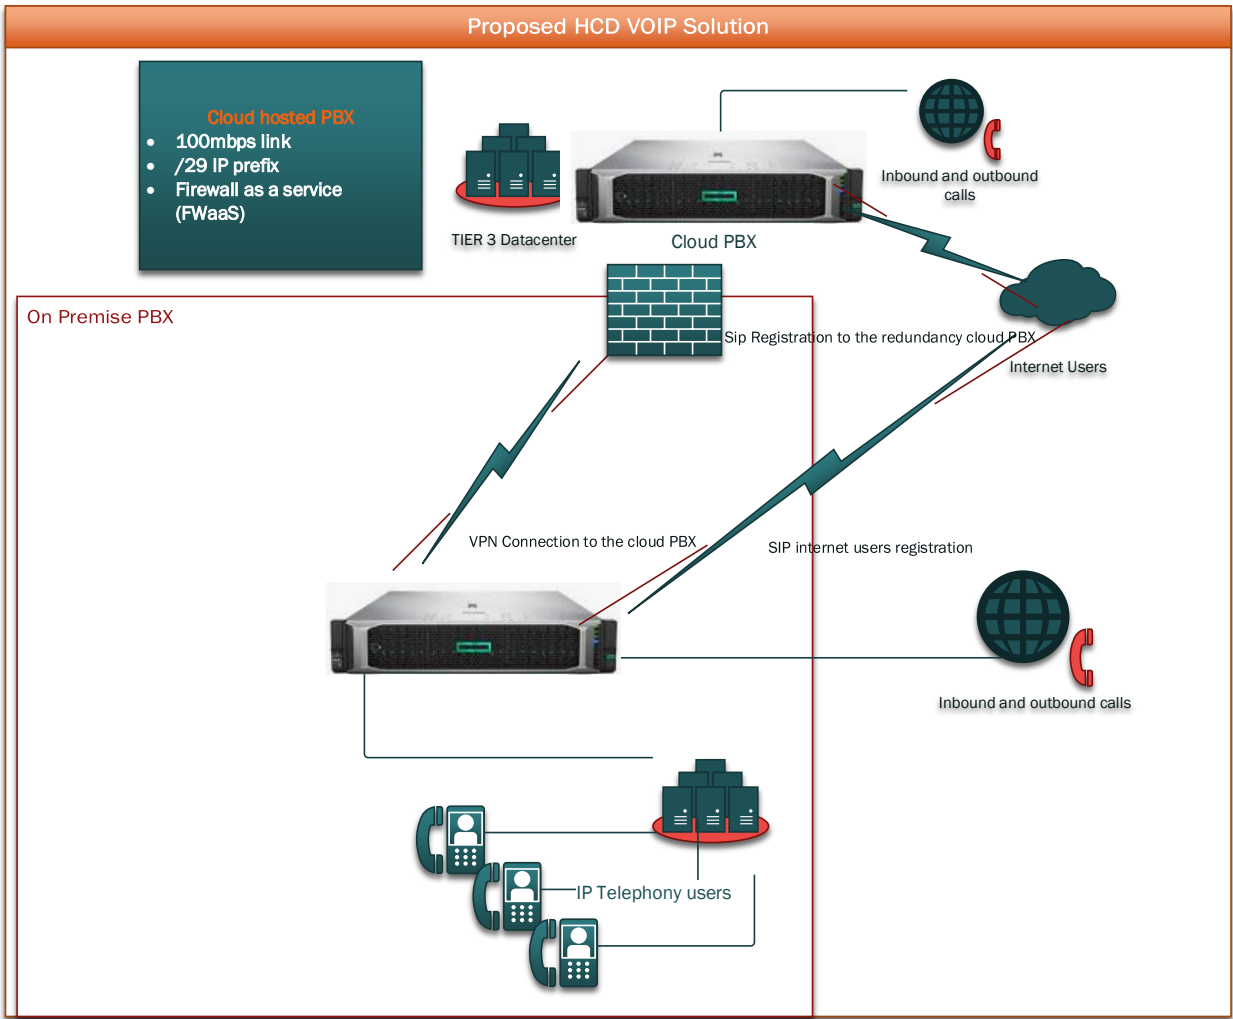 Proposed HCD VOIP Solution
Cloud hosted PBX
• 100mbps link
• /29 IP prefix
• Firewall as a service
(FWaaS)
TIER 3 Datacenter
Cloud PBX
Inbound and outbound
calls
On Premise PBX
Sip Registration to the redundancy cloud PBX
Internet Users
VPN Connection to the cloud PBX
SIP internet users registration
Inbound and outbound calls
IP Telephony users